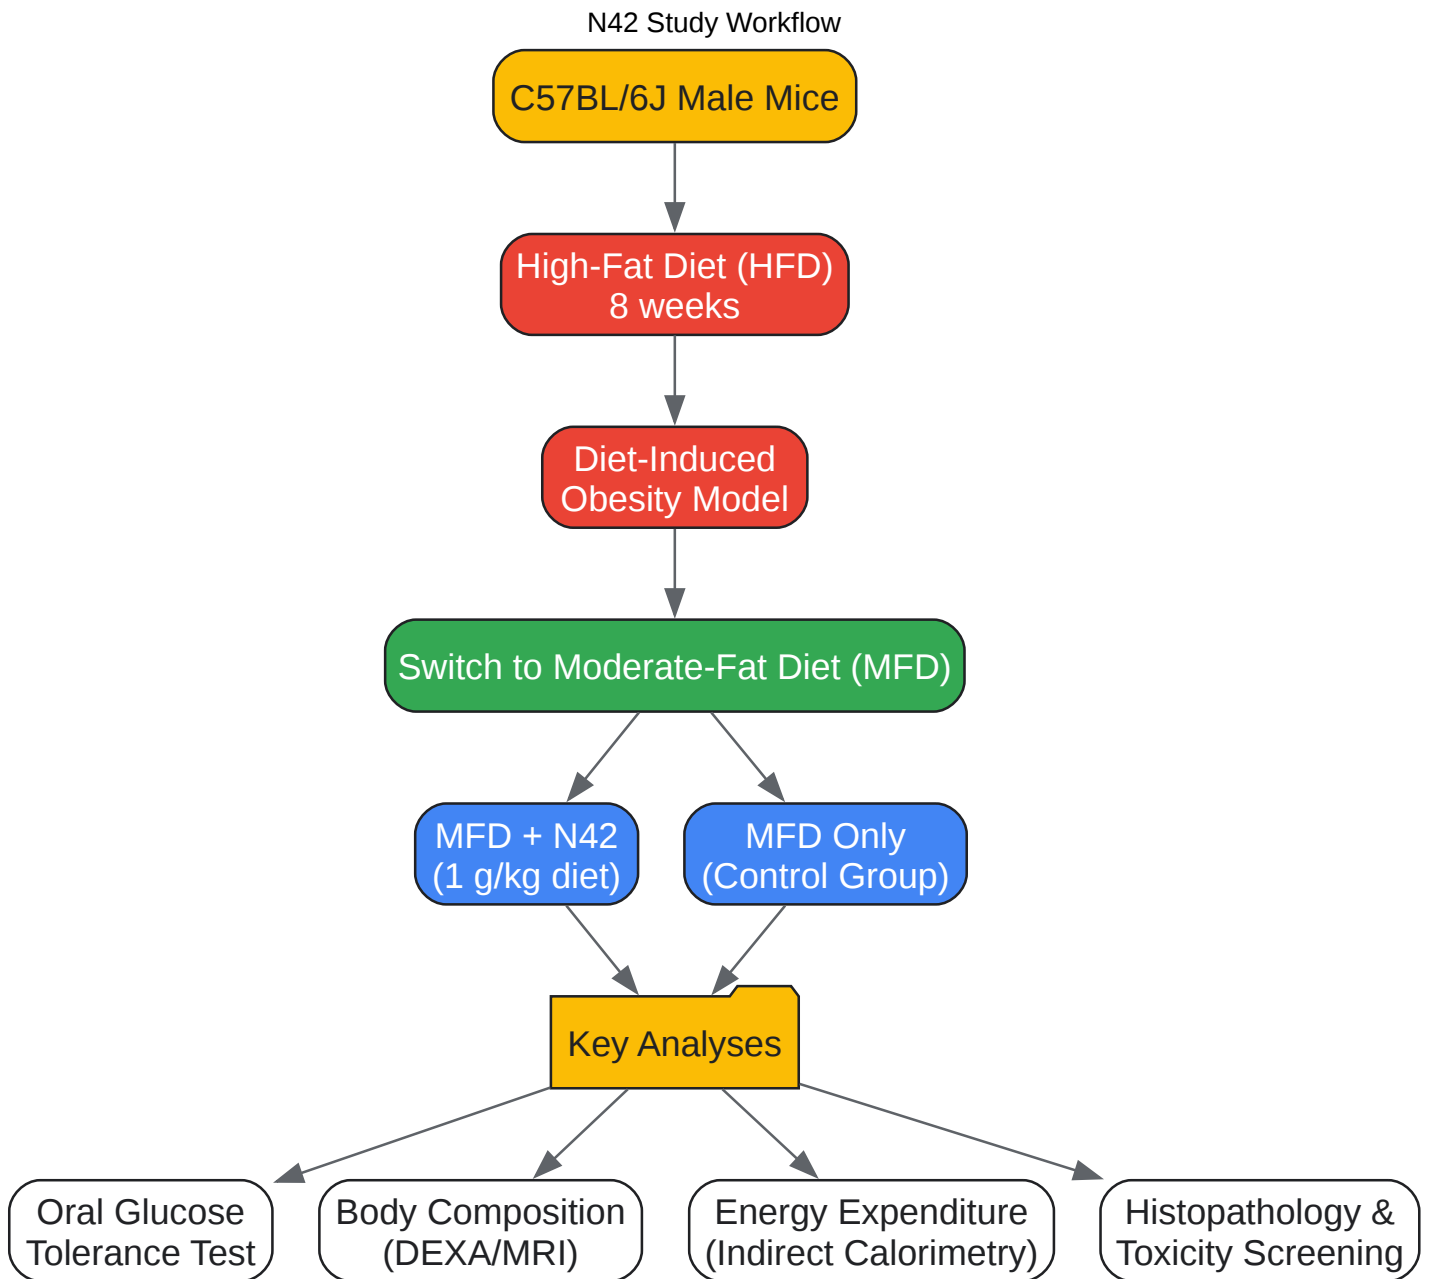 N42 Study Workflow
C57BL/6J Male Mice
High-Fat Diet (HFD)
8 weeks
Diet-Induced
Obesity Model
Switch to Moderate-Fat Diet (MFD)
MFD + N42
(1 g/kg diet)
MFD Only
(Control Group)
Key Analyses
Oral Glucose
Tolerance Test
Body Composition
(DEXA/MRI)
Energy Expenditure
(Indirect Calorimetry)
Histopathology &
Toxicity Screening